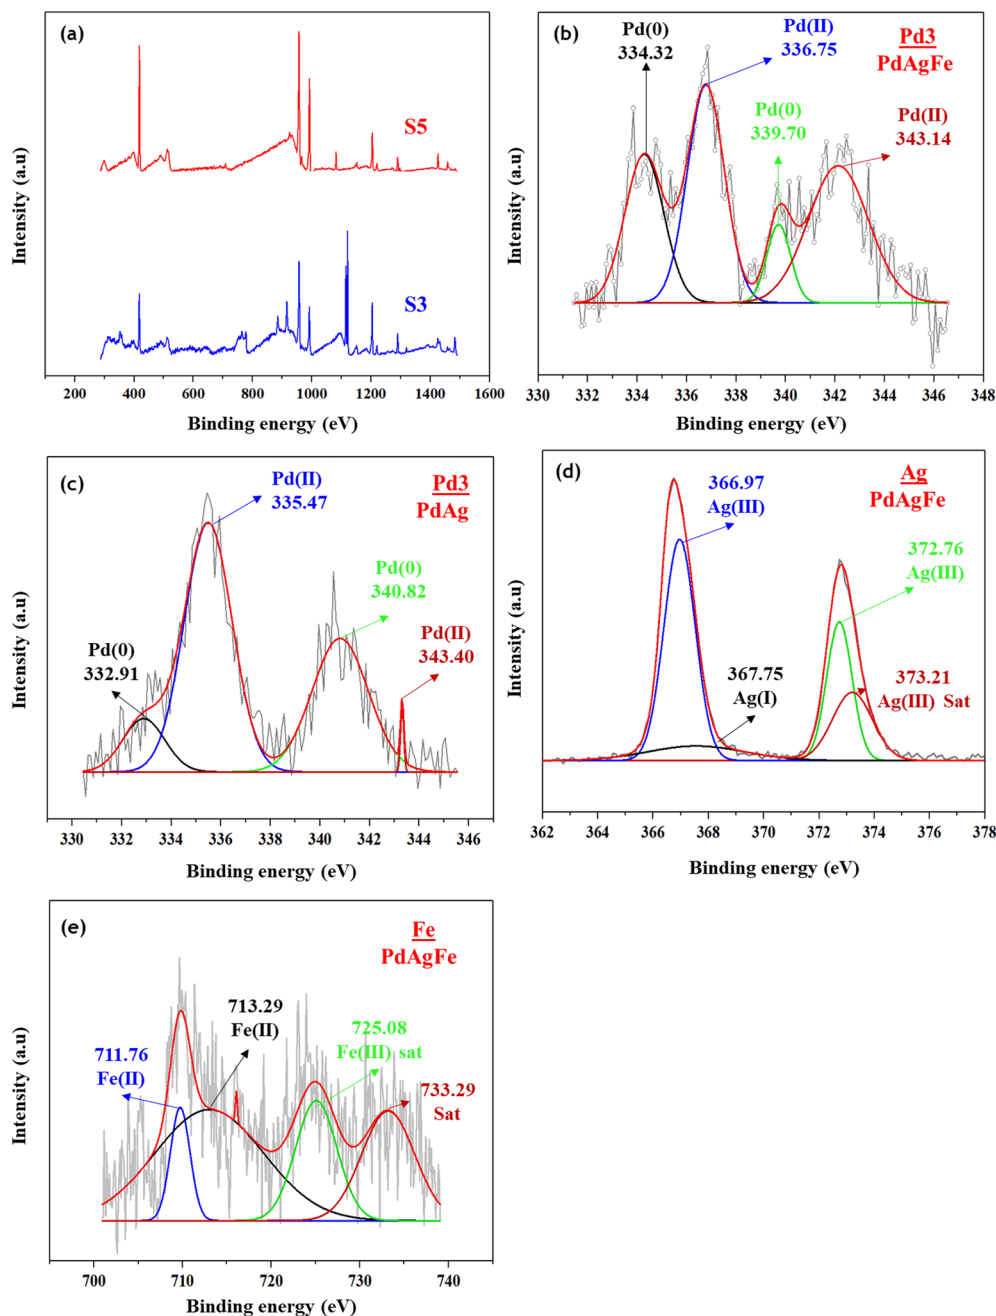 (a)
S5
S3
Intensity (a.u)
200 400 600 800 1000 1200 1400 1600
Binding energy (eV)
(b)
Pd(0)
334.32
Pd(II)
336.75
Pd(0)
339.70
Pd3
PdAgFe
Pd(II)
343.14
Intensity (a.u)
330 332 334 336 338 340 342 344 346 348
Binding energy (eV)
(c)
Pd(II)
335.47
Pd3
PdAg
Pd(0)
340.82
Pd(0)
332.91
Pd(II)
343.40
Intensity (a.u)
330 332 334 336 338 340 342 344 346
Binding energy (eV)
(d)
366.97
Ag(III)
Ag
PdAgFe
372.76
Ag(III)
367.75
Ag(I)
373.21
Ag(III) Sat
Intensity (a.u)
362 364 366 368 370 372 374 376 378
Binding energy (eV)
(e)
Fe
PdAgFe
713.29
Fe(II)
711.76
Fe(II)
725.08
Fe(III) sat
733.29
Sat
Intensity (a.u)
700 710 720 730 740
Binding energy (eV)